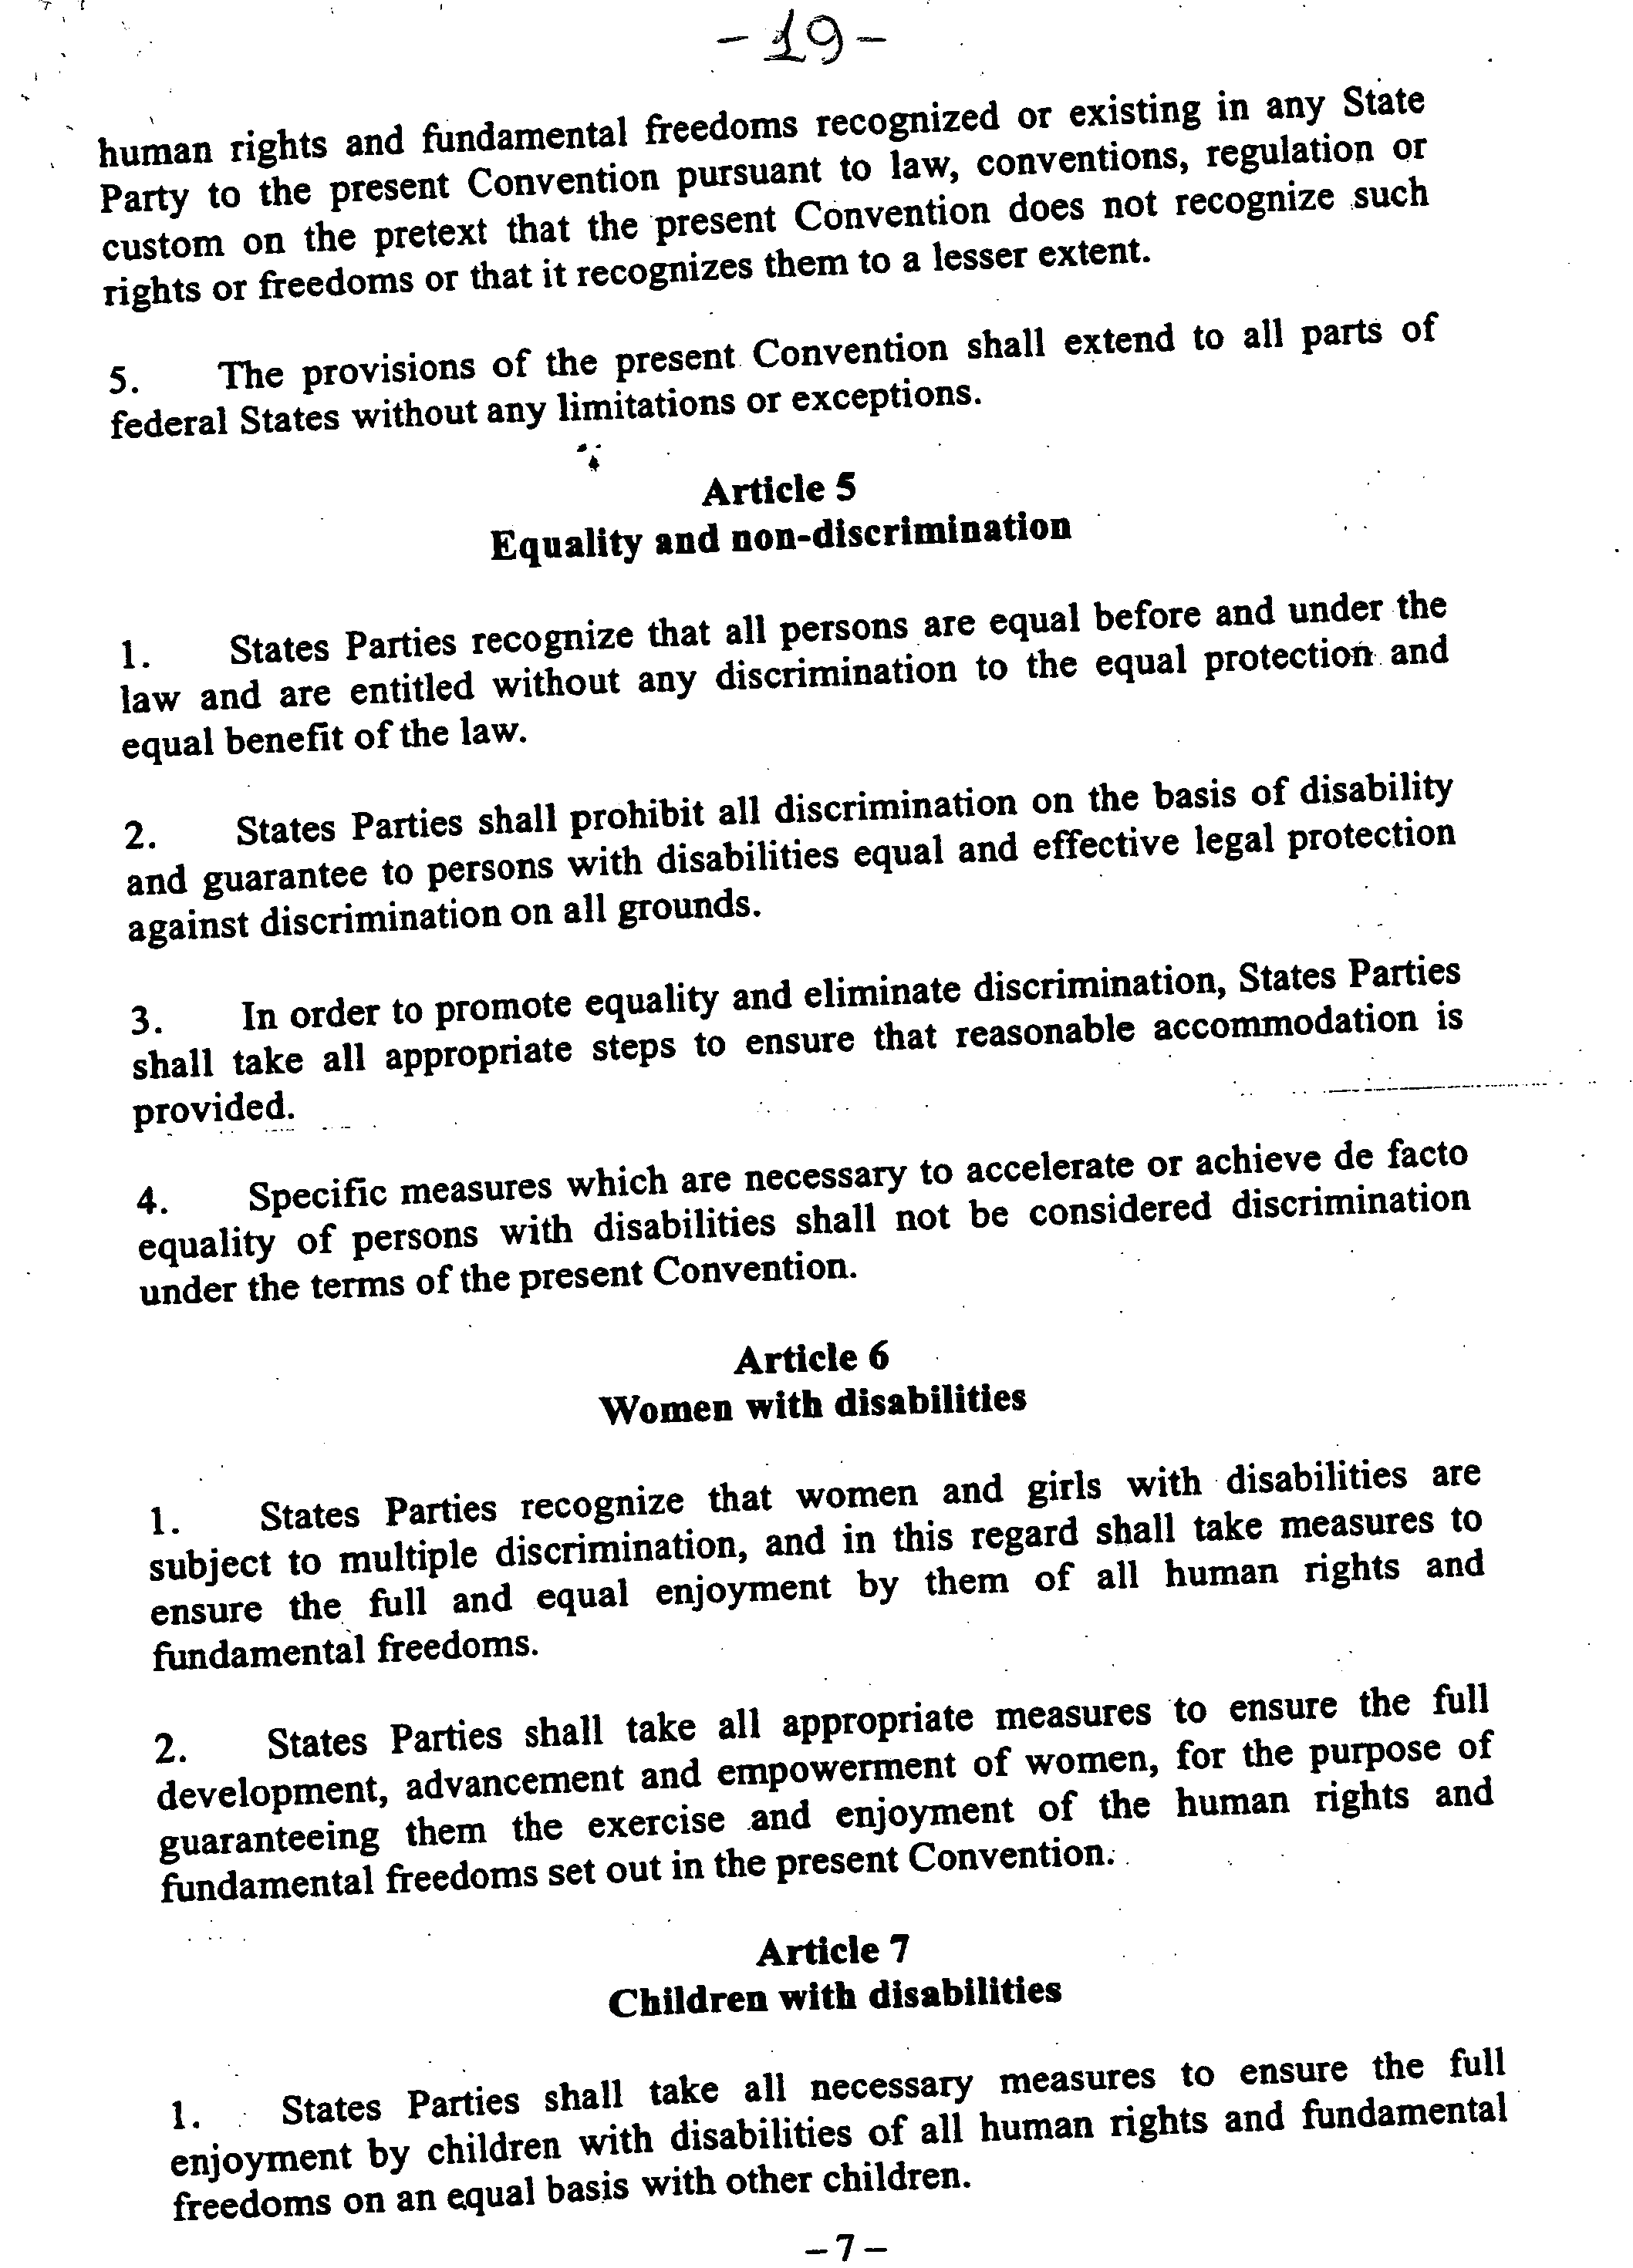 -19-
human rights and fundamental freedoms recognized or existing in any State
Party to the present Convention pursuant to law, conventions, regulation or
custom on the pretext that the present Convention does not recognize such
rights or freedoms or that it recognizes them to a lesser extent.
5. The provisions of the present Convention shall extend to all parts of
federal States without any limitations or exceptions.
Article 5
Equality and non-discrimination
1. States Parties recognize that all persons are equal before and under the
law and are entitled without any discrimination to the equal protection and
equal benefit of the law.
2. States Parties shall prohibit all discrimination on the basis of disability
and guarantee to persons with disabilities equal and effective legal protection
against discrimination on all grounds.
3. In order to promote equality and eliminate discrimination, States Parties
shall take all appropriate steps to ensure that reasonable accommodation is
provided.
4. Specific measures which are necessary to accelerate or achieve de facto
equality of persons with disabilities shall not be considered discrimination
under the terms of the present Convention.
Article 6
Women with disabilities
1. States Parties recognize that women and girls with disabilities are
subject to multiple discrimination, and in this regard shall take measures to
ensure the full and equal enjoyment by them of all human rights and
fundamental freedoms.
2. States Parties shall take all appropriate measures to ensure the full
development, advancement and empowerment of women, for the purpose of
guaranteeing them the exercise and enjoyment of the human rights and
fundamental freedoms set out in the present Convention.
Article 7
Children with disabilities
1. States Parties shall take all necessary measures to ensure the full
enjoyment by children with disabilities of all human rights and fundamental
freedoms on an equal basis with other children.
– 7 –